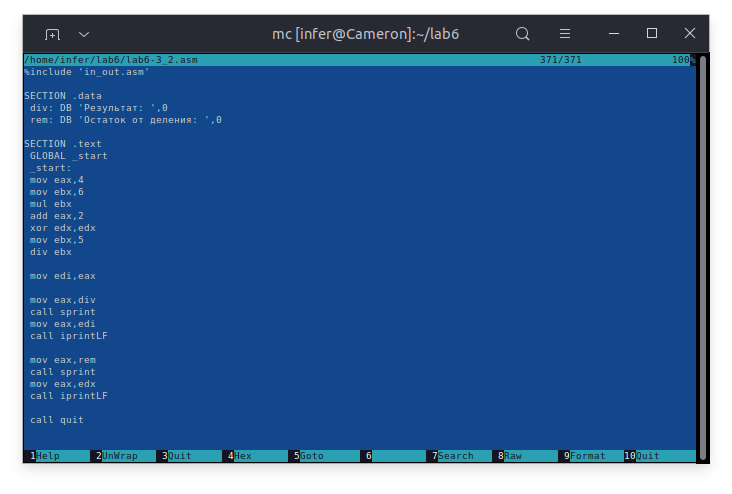 mc [infer@Cameron]:~/lab6
/home/infer/lab6/lab6-3_2.asm 371/371 100%
%include 'in_out.asm'
SECTION .data
div: DB 'Результат: ',0
rem: DB 'Остаток от деления: ',0
SECTION .text
GLOBAL _start
_start:
mov eax,4
mov ebx,6
mul ebx
add eax,2
xor edx,edx
mov ebx,5
div ebx
mov edi,eax
mov eax,div
call sprint
mov eax,edi
call iprintLF
mov eax,rem
call sprint
mov eax,edx
call iprintLF
call quit
1Help 2UnWrap 3Quit 4Hex 5Goto 6 7Search 8Raw 9Format 10Quit